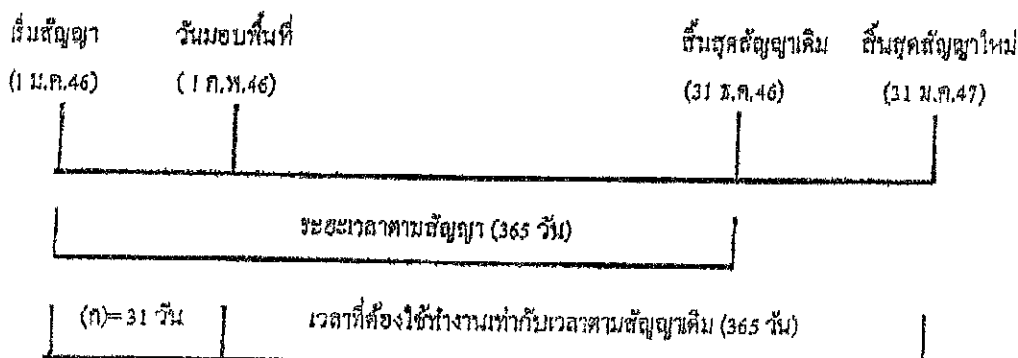 เริ่มสัญญา วันมอบพื้นที่ สิ้นสุดสัญญาเดิม สิ้นสุดสัญญาใหม่
(1 ม.ค.46) (1 ก.พ.46) (31 ธ.ค.46) (31 ม.ค.47)
ระยะเวลาตามสัญญา (365 วัน)
(ก)=31 วัน เวลาที่ต้องใช้ทำงานเท่ากับเวลาตามสัญญาเดิม (365 วัน)